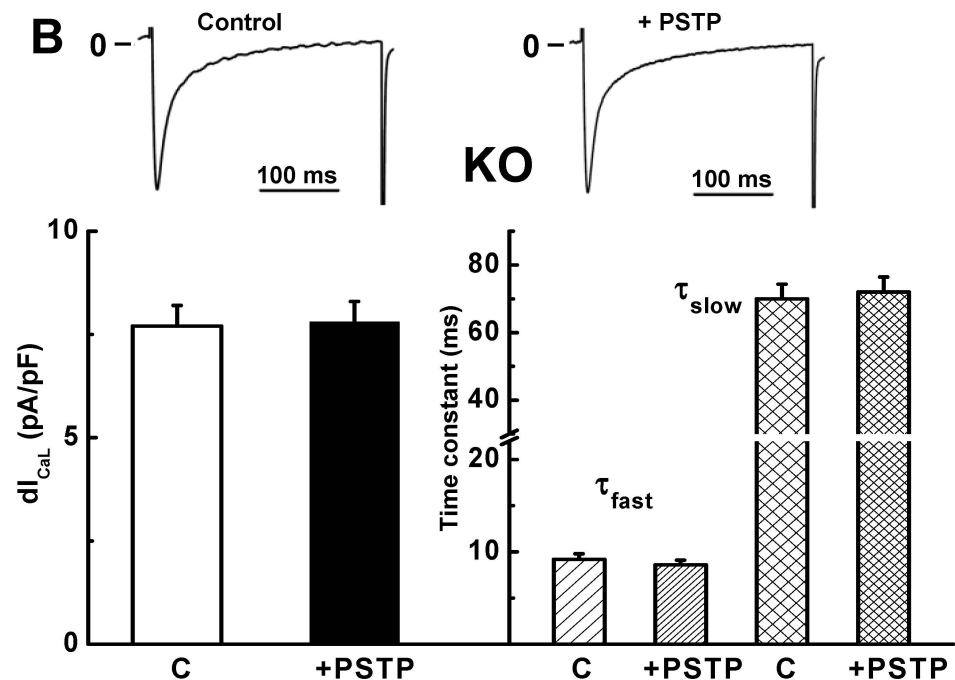 B
Control
+ PSTP
0
0
100 ms
KO
100 ms
10
5
0
dI_CaL (pA/pF)
C
+PSTP
80
60
40
20
10
Time constant (ms)
τ_slow
τ_fast
C
+PSTP
C
+PSTP